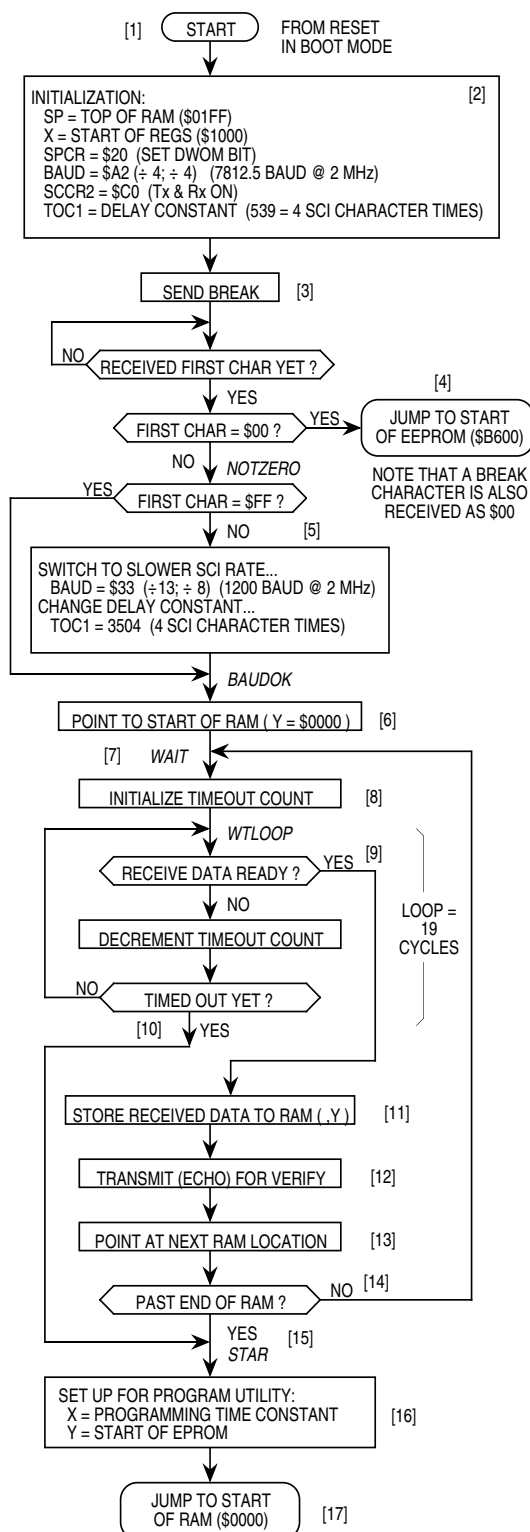 [1]
START
FROM RESET
IN BOOT MODE
INITIALIZATION:
[2]
SP = TOP OF RAM ($01FF)
X = START OF REGS ($1000)
SPCR = $20 (SET DWOM BIT)
BAUD = $A2 (÷ 4; ÷ 4) (7812.5 BAUD @ 2 MHz)
SCCR2 = $C0 (Tx & Rx ON)
TOC1 = DELAY CONSTANT (539 = 4 SCI CHARACTER TIMES)
SEND BREAK
[3]
NO
RECEIVED FIRST CHAR YET ?
YES
[4]
FIRST CHAR = $00 ?
YES
JUMP TO START
OF EEPROM ($B600)
NO
NOTZERO
NOTE THAT A BREAK
CHARACTER IS ALSO
RECEIVED AS $00
YES
FIRST CHAR = $FF ?
NO
[5]
SWITCH TO SLOWER SCI RATE...
BAUD = $33 (÷13; ÷ 8) (1200 BAUD @ 2 MHz)
CHANGE DELAY CONSTANT...
TOC1 = 3504 (4 SCI CHARACTER TIMES)
BAUDOK
POINT TO START OF RAM ( Y = $0000 )
[6]
[7]
WAIT
INITIALIZE TIMEOUT COUNT
[8]
WTLOOP
RECEIVE DATA READY ?
YES
[9]
NO
LOOP =
19
CYCLES
DECREMENT TIMEOUT COUNT
NO
TIMED OUT YET ?
[10]
YES
STORE RECEIVED DATA TO RAM ( ,Y )
[11]
TRANSMIT (ECHO) FOR VERIFY
[12]
POINT AT NEXT RAM LOCATION
[13]
PAST END OF RAM ?
NO
[14]
YES
[15]
STAR
SET UP FOR PROGRAM UTILITY:
X = PROGRAMMING TIME CONSTANT
Y = START OF EPROM
[16]
JUMP TO START
OF RAM ($0000)
[17]